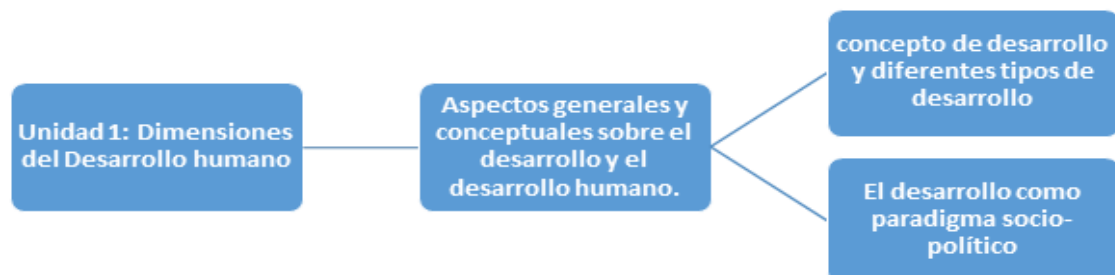 Unidad 1: Dimensiones
del Desarrollo humano
Aspectos generales y
conceptuales sobre el
desarrollo y el
desarrollo humano.
concepto de desarrollo
y diferentes tipos de
desarrollo
El desarrollo como
paradigma socio-
político